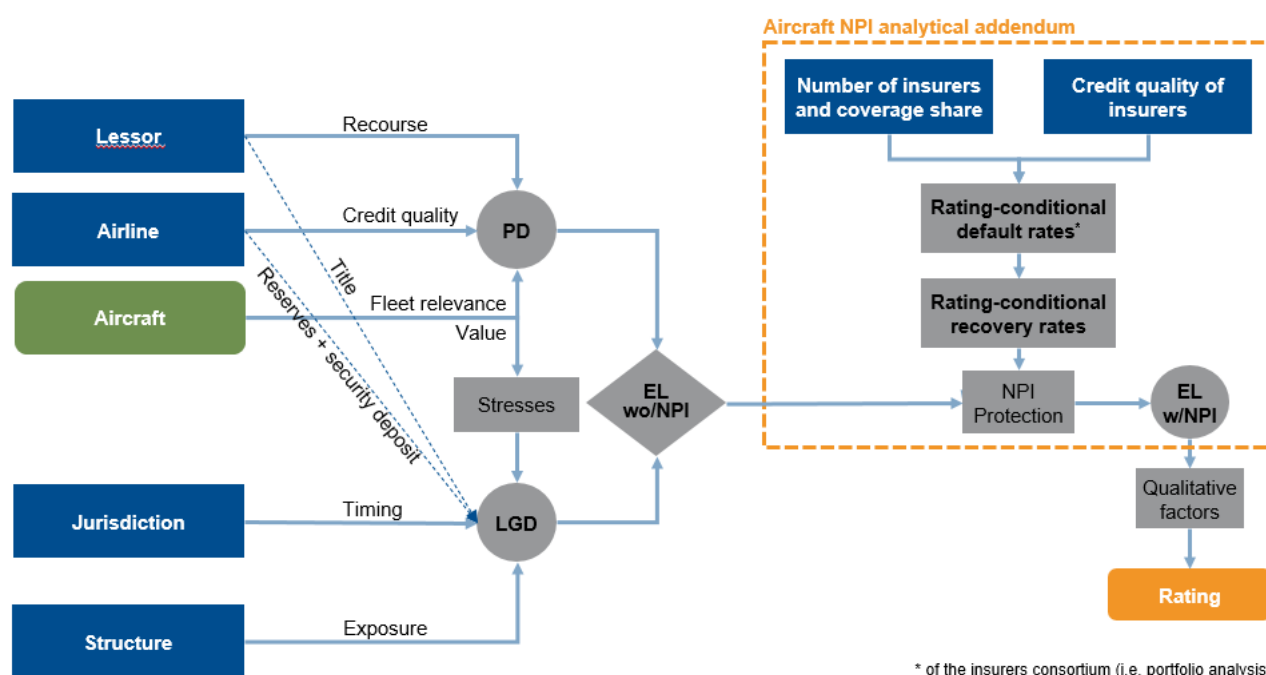 Aircraft NPI analytical addendum
Number of insurers
and coverage share
Credit quality of
insurers
Lessor
Recourse
Airline
Credit quality
PD
Rating-conditional
default rates*
Title
Reserves + security deposit
Aircraft
Fleet relevance
Value
Rating-conditional
recovery rates
Stresses
EL
wo/NPI
NPI
Protection
EL
w/NPI
Jurisdiction
Timing
LGD
Qualitative
factors
Rating
Structure
Exposure
* of the insurers consortium (i.e. portfolio analysis